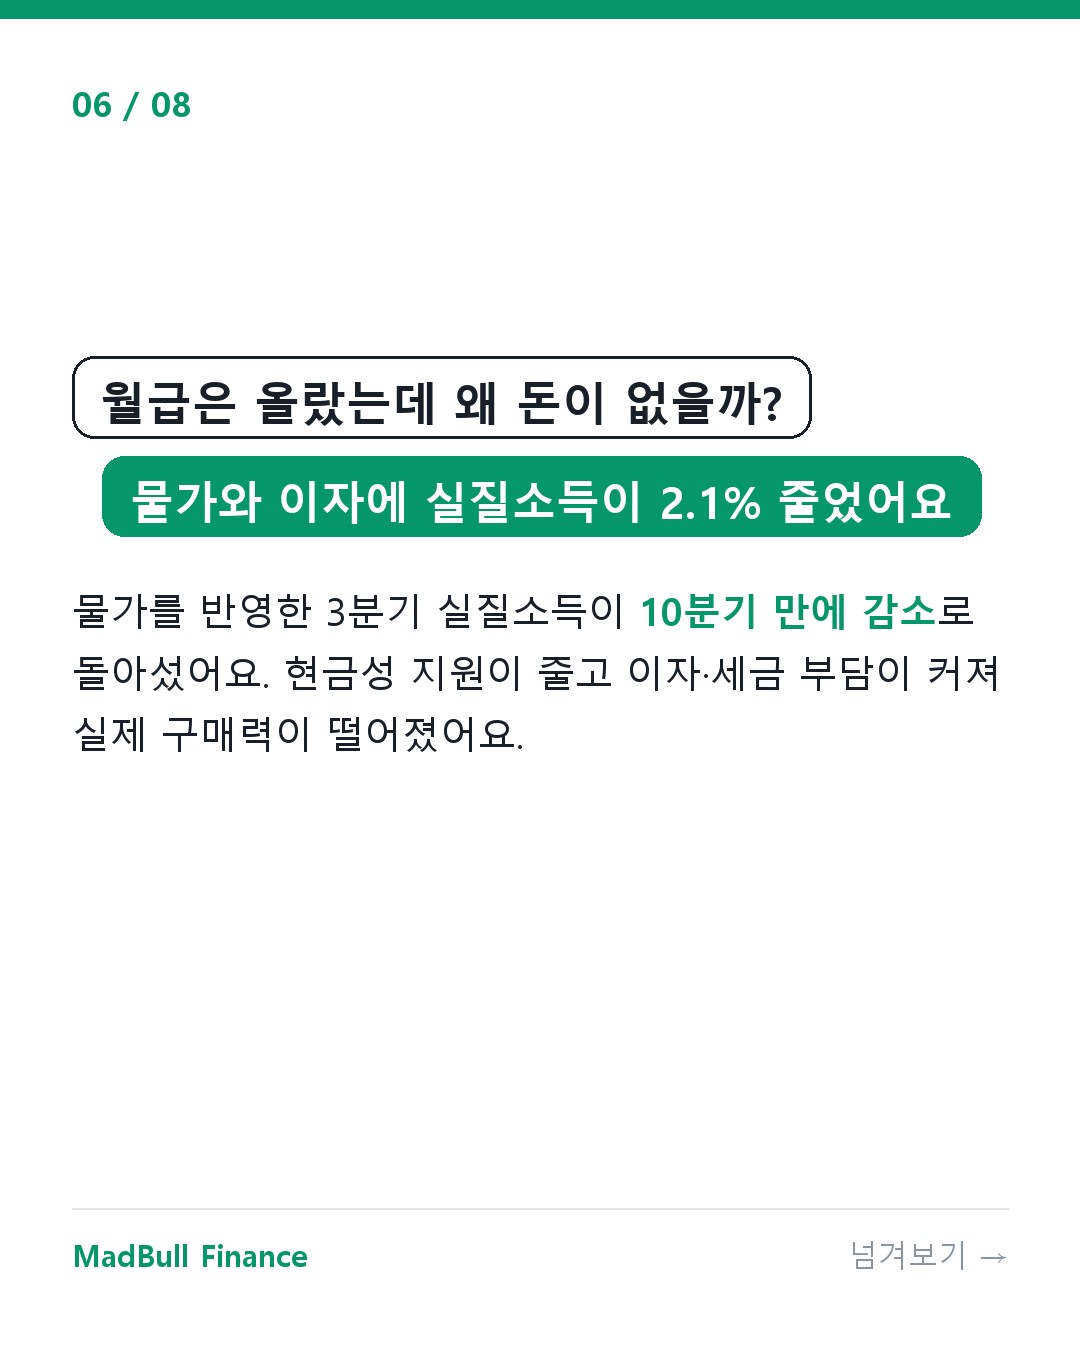 06 / 08
월급은 올랐는데 왜 돈이 없을까?
물가와 이자에 실질소득이 2.1% 줄었어요
물가를 반영한 3분기 실질소득이 10분기 만에 감소로
돌아섰어요. 현금성 지원이 줄고 이자·세금 부담이 커져
실제 구매력이 떨어졌어요.
MadBull Finance
넘겨보기 →